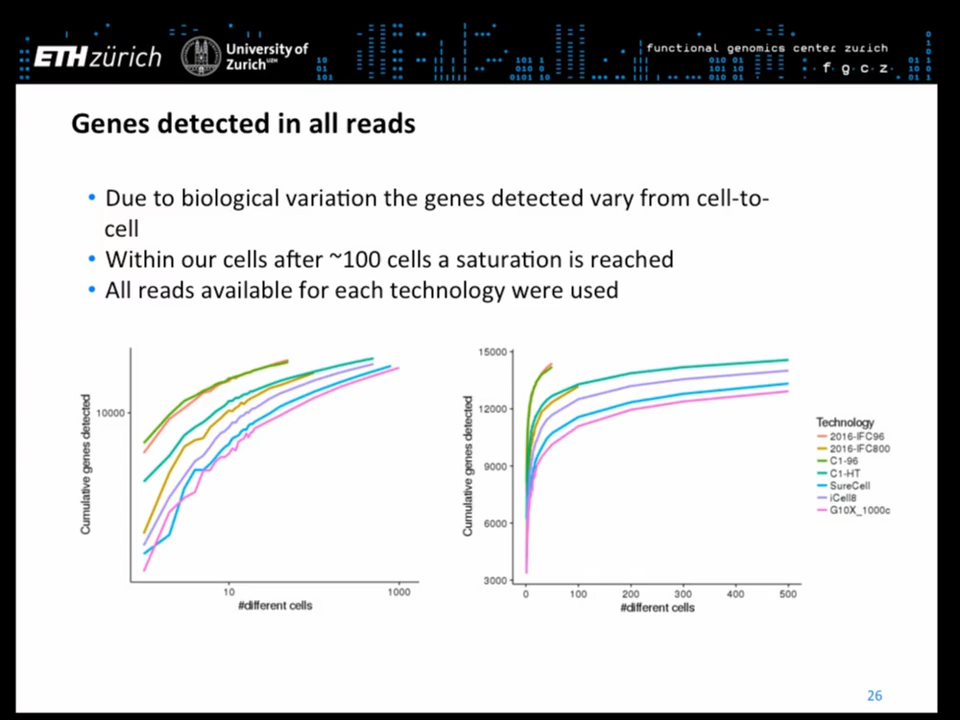 ETH zürich
University of
Zurich UZH
functional genomics center zurich
f g c z
Genes detected in all reads
• Due to biological variation the genes detected vary from cell-to-
cell
• Within our cells after ~100 cells a saturation is reached
• All reads available for each technology were used
Cumulative genes detected
10000
10
1000
#different cells
Cumulative genes detected
15000
12000
9000
6000
3000
0
100
200
300
400
500
#different cells
Technology
2016-IFC96
2016-IFC800
C1-96
C1-HT
SureCell
iCell8
G10X_1000c
26